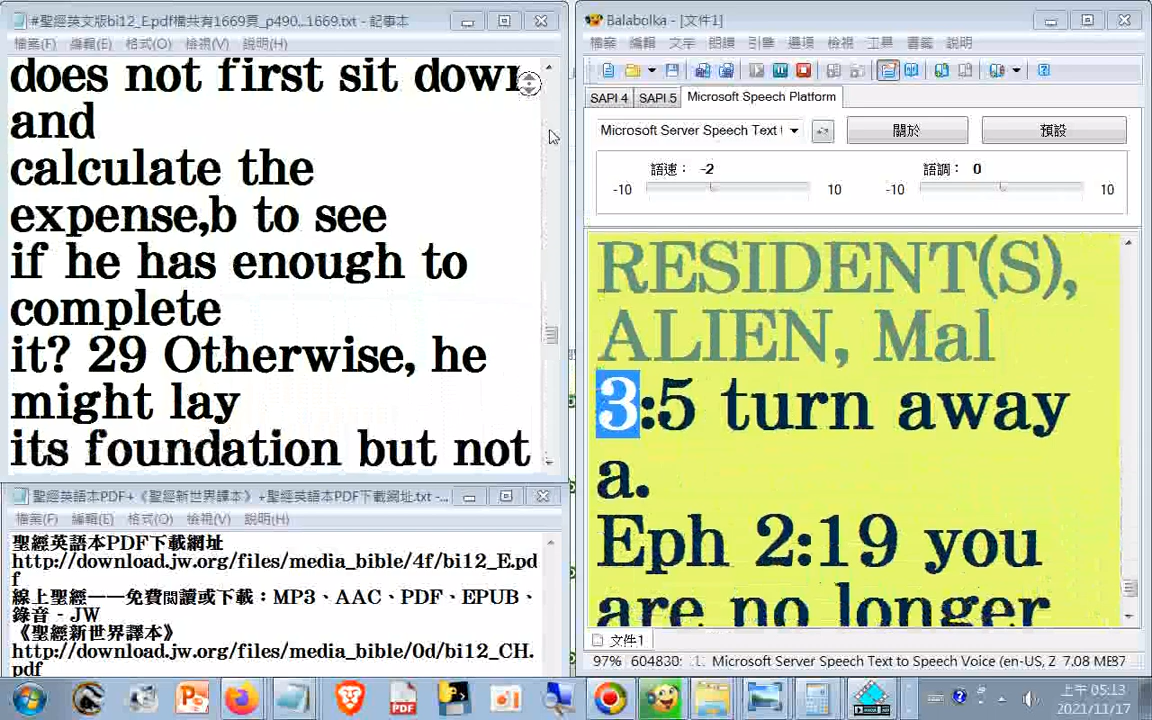 #聖經英文版bi12_E.pdf檔共有1669頁_p490,..1669.txt - 記事本
檔案(F) 編輯(E) 格式(O) 檢視(V) 說明(H)
does not first sit down
and
calculate the
expense,b to see
if he has enough to
complete
it? 29 Otherwise, he
might lay
its foundation but not
聖經英語本PDF+《聖經新世界譯本》+聖經英語本PDF下載網址.txt -...
檔案(F) 編輯(E) 格式(O) 檢視(V) 說明(H)
聖經英語本PDF下載網址
http://download.jw.org/files/media_bible/4f/bi12_E.pd
f
線上聖經——免費閱讀或下載：MP3、AAC、PDF、EPUB、
錄音 - JW
《聖經新世界譯本》
http://download.jw.org/files/media_bible/0d/bi12_CH.
pdf
Balabolka - [文件1]
檔案 編輯 文字 朗讀 引擎 選項 檢視 工具 書籤 說明
SAPI 4 SAPI 5 Microsoft Speech Platform
Microsoft Server Speech Text 關於 預設
語速： -2 語調： 0
-10 10 -10 10
RESIDENT(S),
ALIEN, Mal
3:5 turn away
a.
Eph 2:19 you
are no longer
文件1
97% 604830: Microsoft Server Speech Text to Speech Voice (en-US, Z 7.08 MB
上午 05:13
2021/11/17